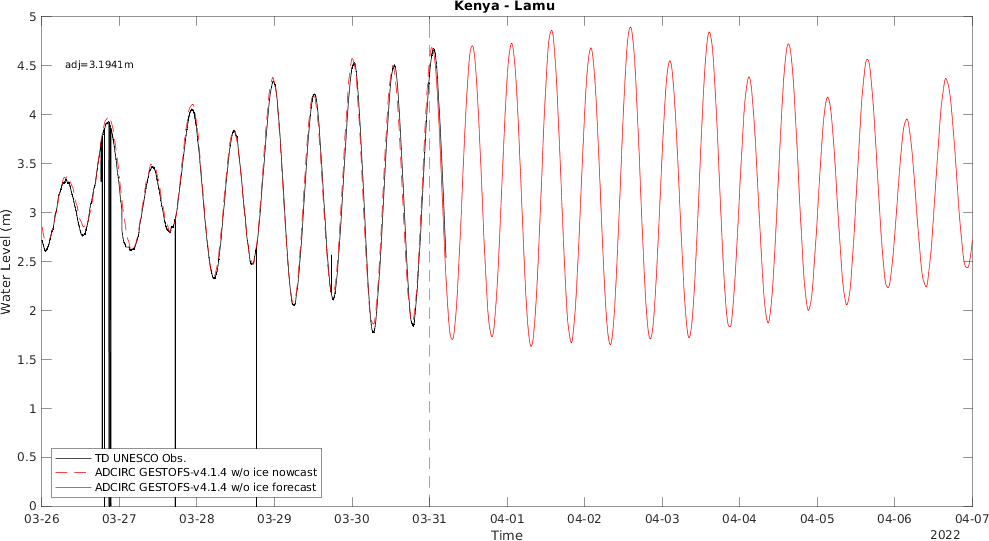 Kenya - Lamu
5
4.5
4
3.5
3
2.5
2
1.5
1
0.5
0
Water Level (m)
adj=3.1941m
TD UNESCO Obs.
ADCIRC GESTOFS-v4.1.4 w/o ice nowcast
ADCIRC GESTOFS-v4.1.4 w/o ice forecast
03-26 03-27 03-28 03-29 03-30 03-31 04-01 04-02 04-03 04-04 04-05 04-06 04-07
Time
2022